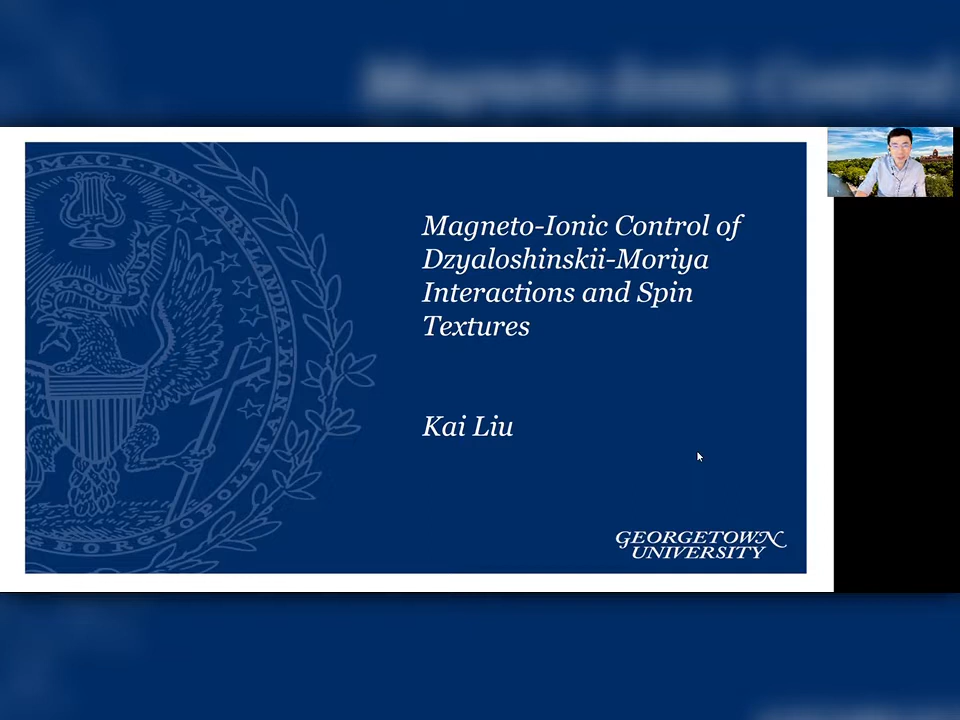 Magneto-Ionic Control of
Dzyaloshinskii-Moriya
Interactions and Spin
Textures
Kai Liu
GEORGETOWN
UNIVERSITY